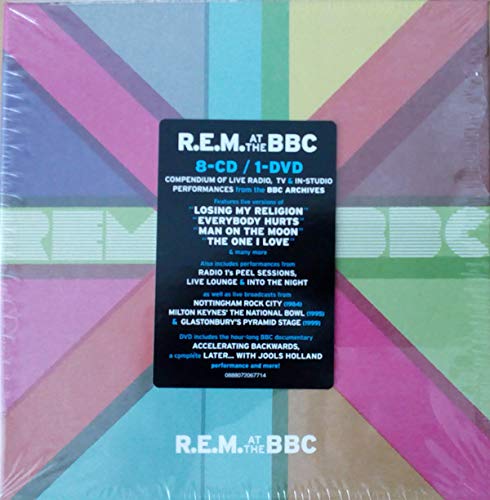 R.E.M. AT THE BBC
8-CD / 1-DVD
COMPENDIUM OF LIVE RADIO, TV & IN-STUDIO
PERFORMANCES from the BBC ARCHIVES
Features live versions of
"LOSING MY RELIGION"
"EVERYBODY HURTS"
"MAN ON THE MOON"
"THE ONE I LOVE"
& many more
Also includes performances from
RADIO 1's PEEL SESSIONS,
LIVE LOUNGE & INTO THE NIGHT
as well as live broadcasts from
NOTTINGHAM ROCK CITY (1984)
MILTON KEYNES' THE NATIONAL BOWL (1995)
& GLASTONBURY'S PYRAMID STAGE (1999)
DVD includes the hour-long BBC documentary
ACCELERATING BACKWARDS,
a complete LATER... WITH JOOLS HOLLAND
performance and more!
0888072067714
REM BBC
R.E.M. AT THE BBC